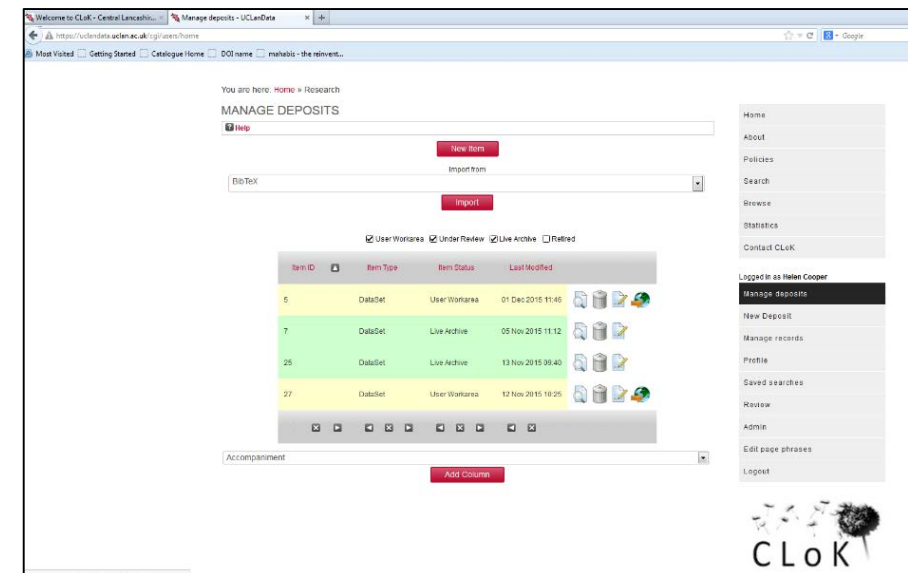 Welcome to CLoK - Central Lancashir... × Manage deposits - UCLanData × +
https://uclandata.uclan.ac.uk/cgi/users/home Google
Most Visited Getting Started Catalogue Home DOI name mahabis - the reinvent...
You are here: Home » Research
MANAGE DEPOSITS
? Help
New Item
Import from
BibTeX
Import
User Workarea Under Review Live Archive Retired
Item ID Item Type Item Status Last Modified
5 DataSet User Workarea 01 Dec 2015 11:46
7 DataSet Live Archive 05 Nov 2015 11:12
25 DataSet Live Archive 13 Nov 2015 09:40
27 DataSet User Workarea 12 Nov 2015 10:25
Accompaniment
Add Column
Home
About
Policies
Search
Browse
Statistics
Contact CLoK
Logged in as Helen Cooper
Manage deposits
New Deposit
Manage records
Profile
Saved searches
Review
Admin
Edit page phrases
Logout
CLoK